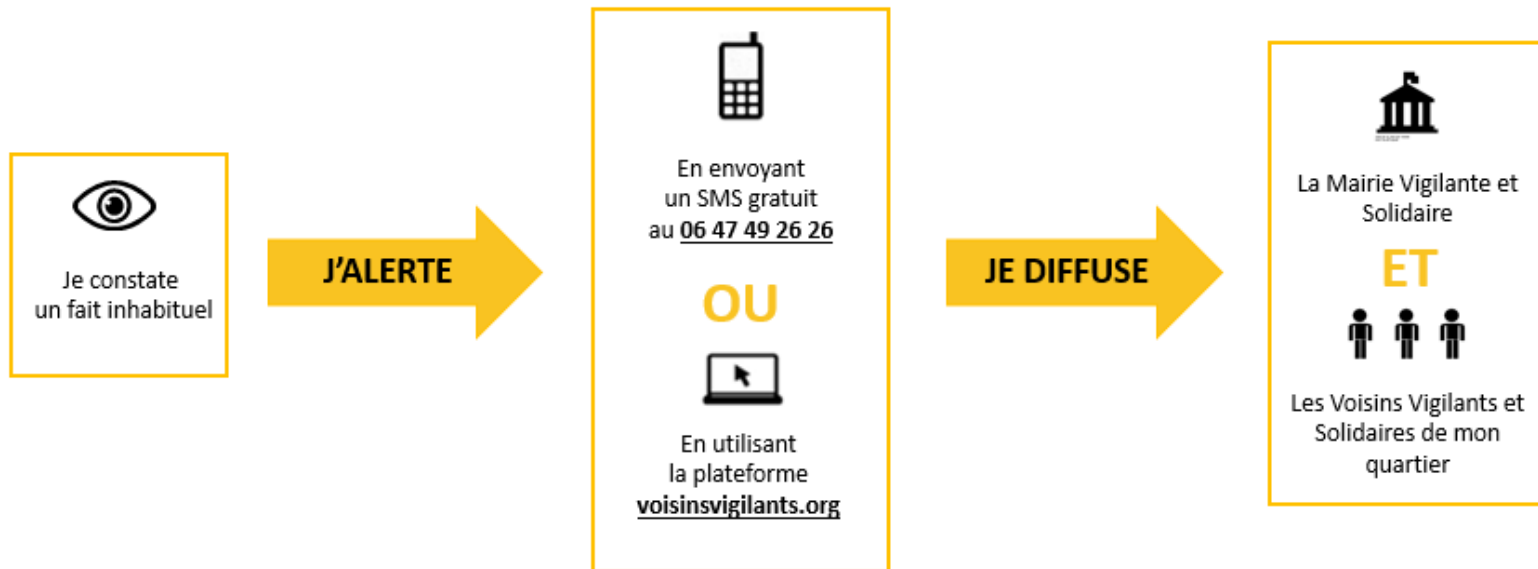 Je constate
un fait inhabituel
J'ALERTE
En envoyant
un SMS gratuit
au 06 47 49 26 26
OU
En utilisant
la plateforme
voisinsvigilants.org
JE DIFFUSE
La Mairie Vigilante et
Solidaire
ET
Les Voisins Vigilants et
Solidaires de mon
quartier